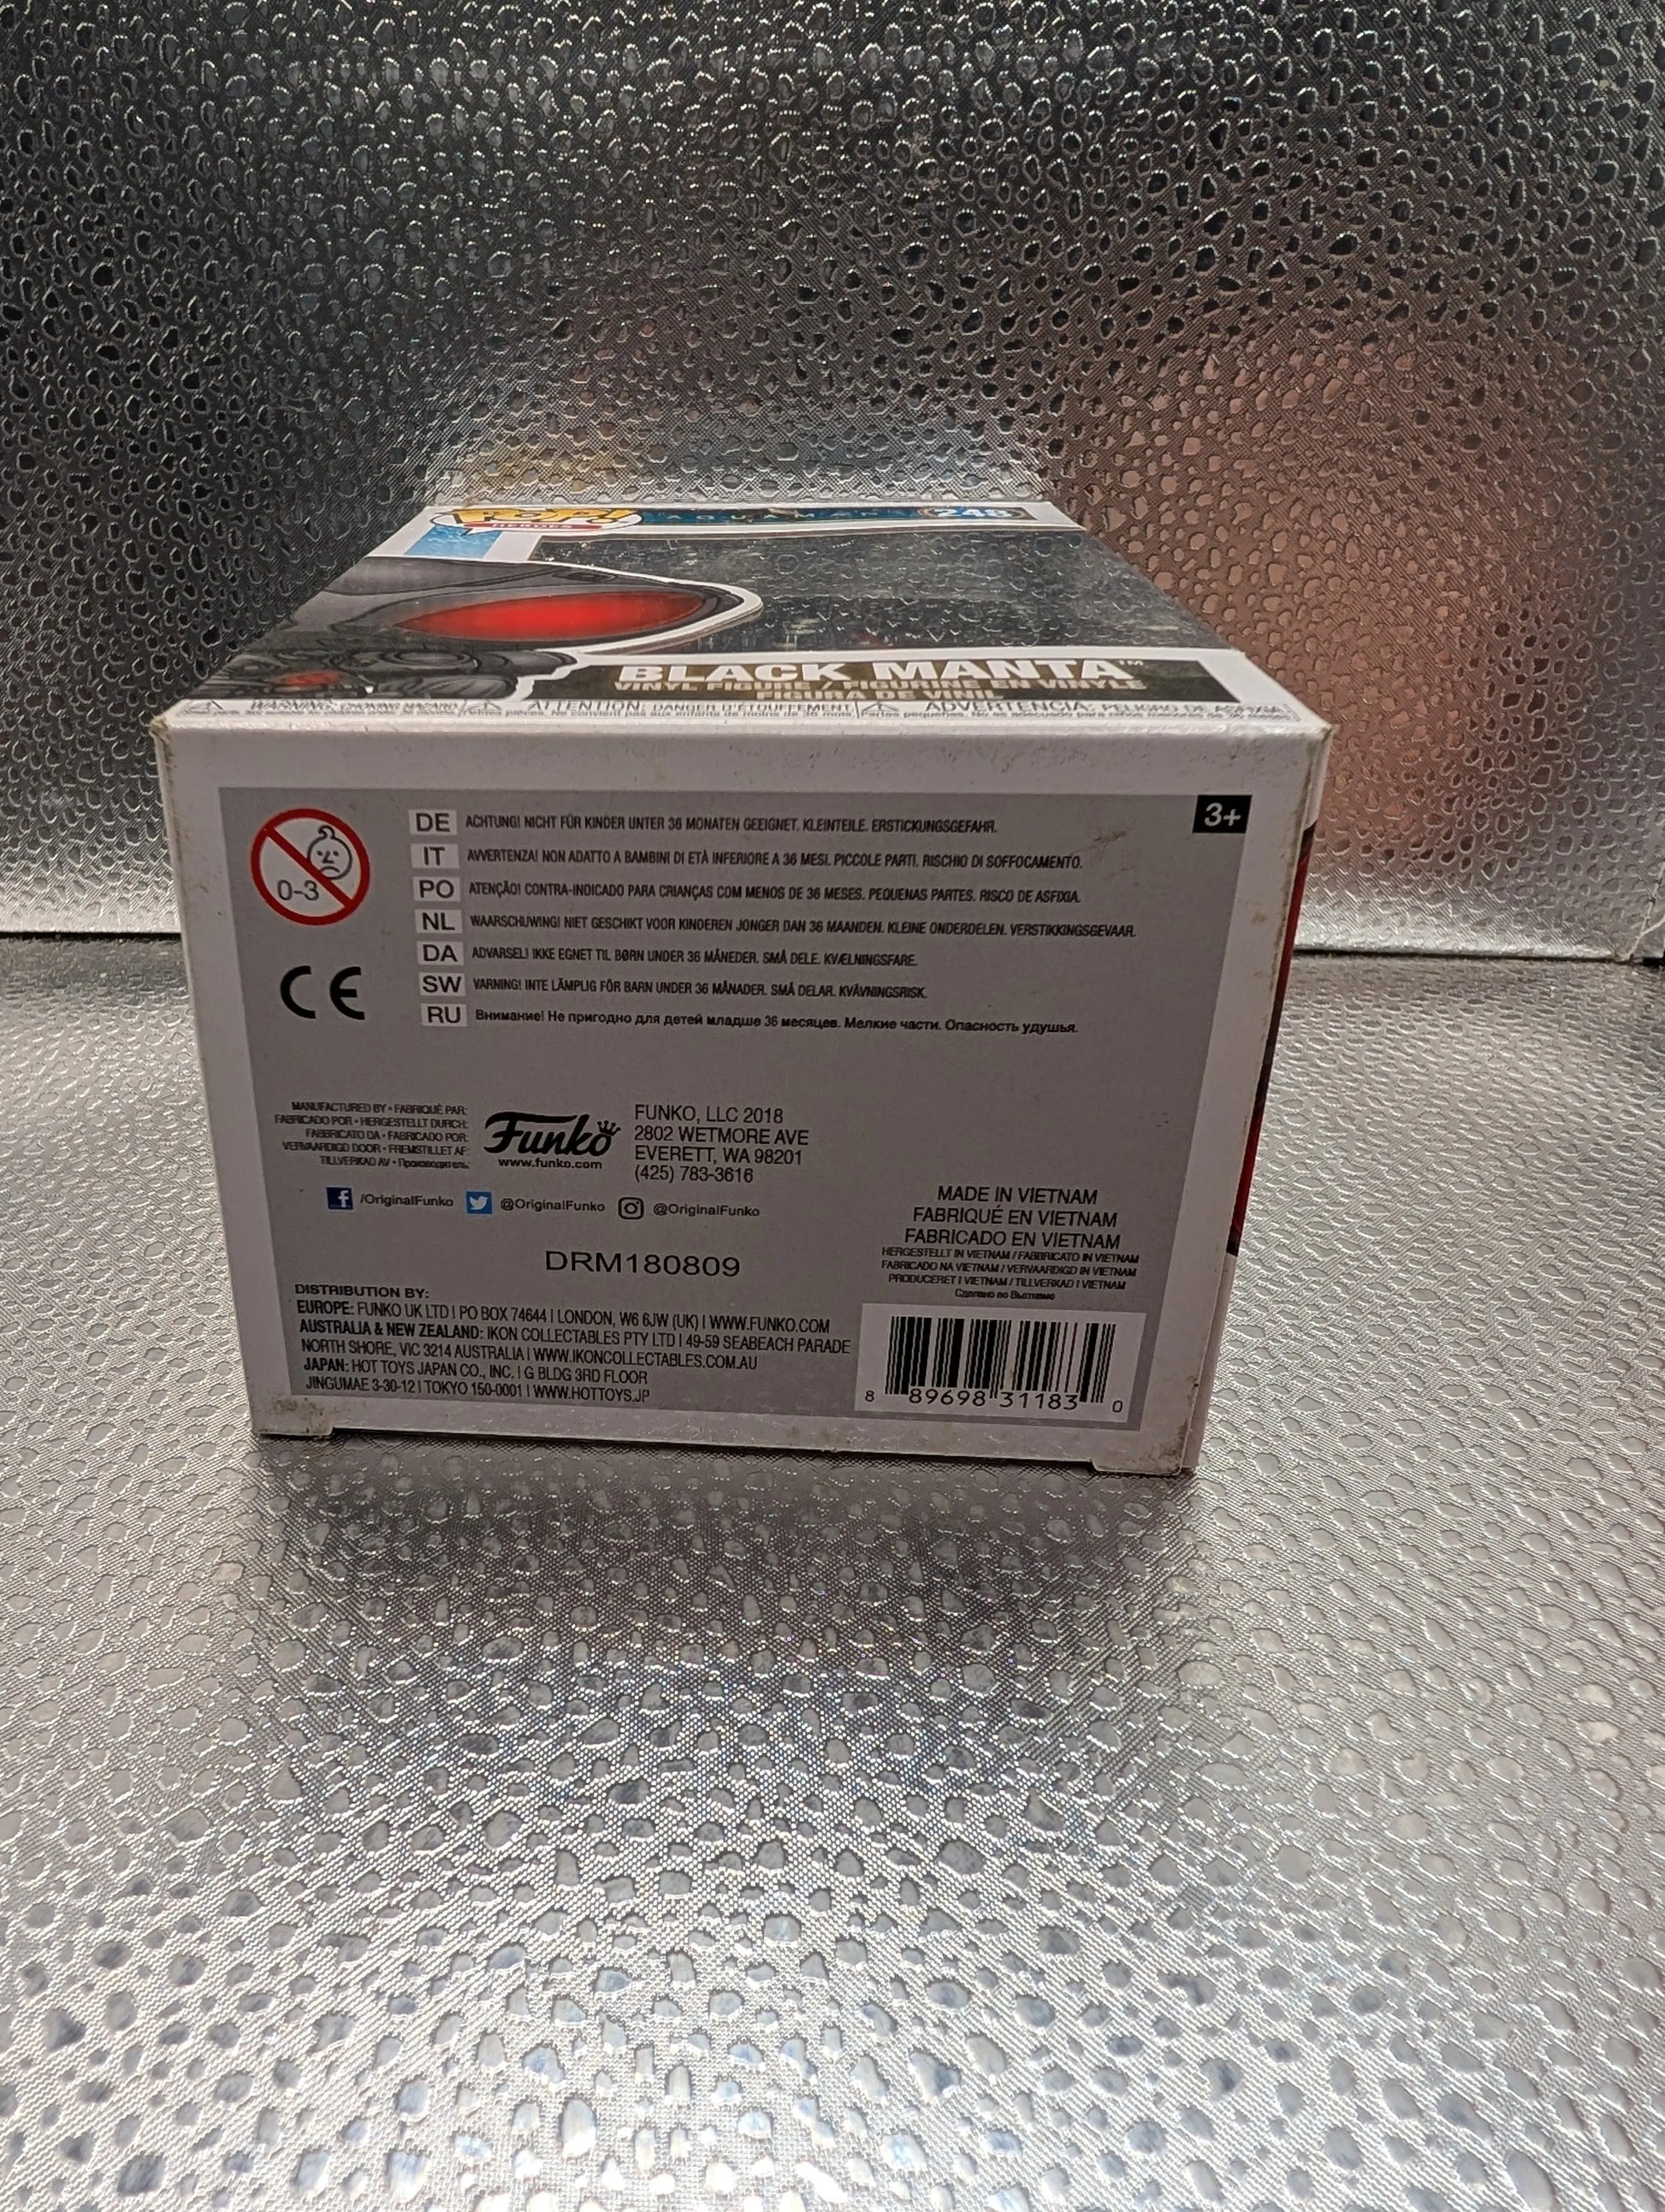 POP!
HEROES
AQUAMAN
248
BLACK MANTA™
VINYL FIGURE / FIGURINE EN VINYLE
FIGURA DE VINIL
WARNING: CHOKING HAZARD
ATTENTION: DANGER D'ÉTOUFFEMENT
ADVERTENCIA: PELIGRO DE ASFIXIA
3+
0-3
DE ACHTUNG! NICHT FÜR KINDER UNTER 36 MONATEN GEEIGNET. KLEINTEILE. ERSTICKUNGSGEFAHR.
IT AVVERTENZA! NON ADATTO A BAMBINI DI ETÀ INFERIORE A 36 MESI. PICCOLE PARTI. RISCHIO DI SOFFOCAMENTO.
PO ATENÇÃO! CONTRA-INDICADO PARA CRIANÇAS COM MENOS DE 36 MESES. PEQUENAS PARTES. RISCO DE ASFIXIA.
NL WAARSCHUWING! NIET GESCHIKT VOOR KINDEREN JONGER DAN 36 MAANDEN. KLEINE ONDERDELEN. VERSTIKKINGSGEVAAR.
DA ADVARSEL! IKKE EGNET TIL BØRN UNDER 36 MÅNEDER. SMÅ DELE. KVÆLNINGSFARE.
SW VARNING! INTE LÄMPLIG FÖR BARN UNDER 36 MÅNADER. SMÅ DELAR. KVÄVNINGSRISK.
RU Внимание! Не пригодно для детей младше 36 месяцев. Мелкие части. Опасность удушья.
CE
MANUFACTURED BY • FABRIQUÉ PAR:
FABRICADO POR • HERGESTELLT DURCH:
FABBRICATO DA • FABRICADO POR:
VERVAARDIGD DOOR • FREMSTILLET AF:
TILLVERKAD AV • Производитель:
Funko
www.funko.com
FUNKO, LLC 2018
2802 WETMORE AVE
EVERETT, WA 98201
(425) 783-3616
/OriginalFunko @OriginalFunko @OriginalFunko
DRM180809
MADE IN VIETNAM
FABRIQUÉ EN VIETNAM
FABRICADO EN VIETNAM
HERGESTELLT IN VIETNAM / FABBRICATO IN VIETNAM
FABRICADO NA VIETNAM / VERVAARDIGD IN VIETNAM
PRODUCERET I VIETNAM / TILLVERKAD I VIETNAM
Сделано во Вьетнаме
DISTRIBUTION BY:
EUROPE: FUNKO UK LTD | PO BOX 74644 | LONDON, W6 6JW (UK) | WWW.FUNKO.COM
AUSTRALIA & NEW ZEALAND: IKON COLLECTABLES PTY LTD | 49-59 SEABEACH PARADE
NORTH SHORE, VIC 3214 AUSTRALIA | WWW.IKONCOLLECTABLES.COM.AU
JAPAN: HOT TOYS JAPAN CO., INC. | G BLDG 3RD FLOOR
JINGUMAE 3-30-12 | TOKYO 150-0001 | WWW.HOTTOYS.JP
8 89698 31183 0